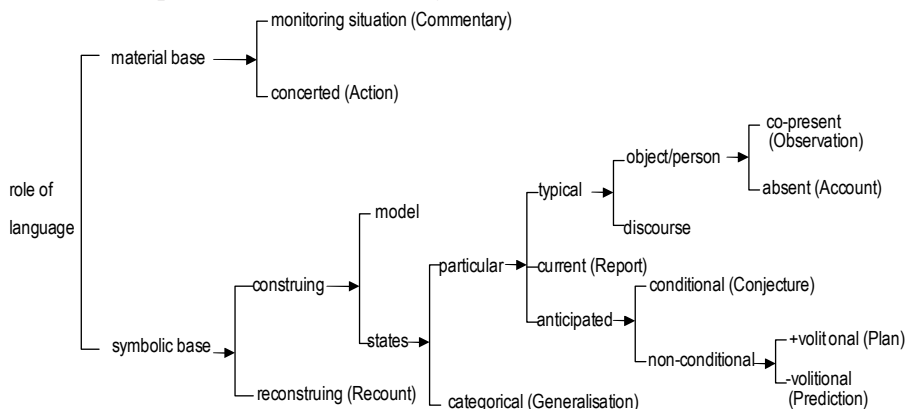 monitoring situation (Commentary)
material base
concerted (Action)
co-present
(Observation)
object/person
absent (Account)
typical
role of
language
model
discourse
particular
current (Report)
construing
conditional (Conjecture)
anticipated
states
symbolic base
+volit onal (Plan)
non-conditional
-volitional
(Prediction)
reconstruing (Recount)
categorical (Generalisation)